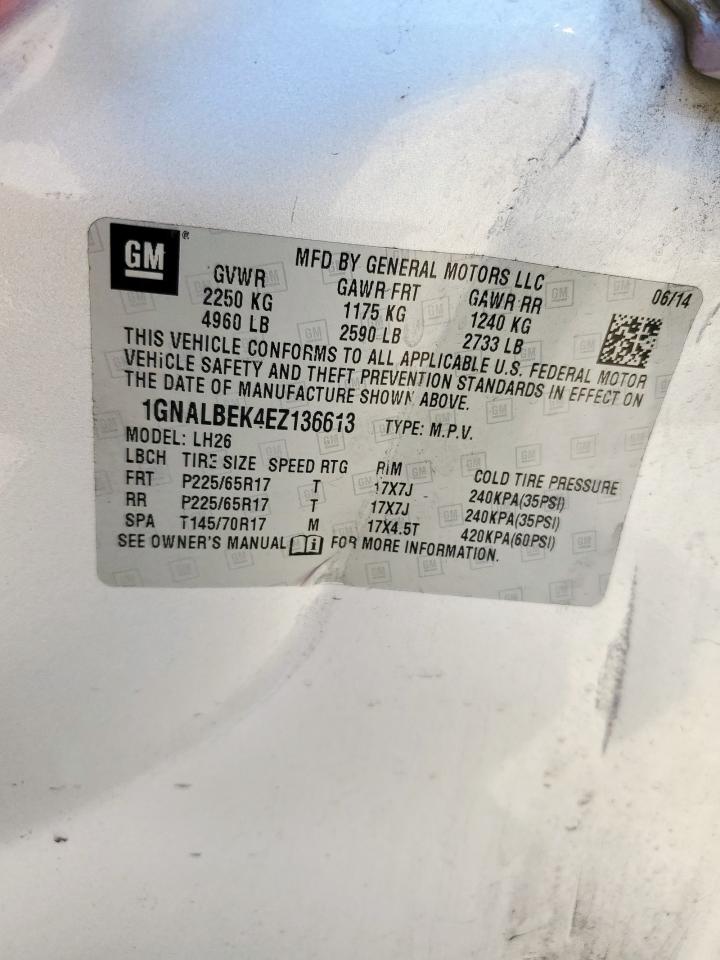 GM ®
MFD BY GENERAL MOTORS LLC
GVWR GAWR FRT GAWR RR 06/14
2250 KG 1175 KG 1240 KG
4960 LB 2590 LB 2733 LB
THIS VEHICLE CONFORMS TO ALL APPLICABLE U.S. FEDERAL MOTOR
VEHICLE SAFETY AND THEFT PREVENTION STANDARDS IN EFFECT ON
THE DATE OF MANUFACTURE SHOWN ABOVE.
1GNALBEK4EZ136613 TYPE: M.P.V.
MODEL: LH26
LBCH TIRE SIZE SPEED RTG RIM COLD TIRE PRESSURE
FRT P225/65R17 T 17X7J 240KPA(35PSI)
RR P225/65R17 T 17X7J 240KPA(35PSI)
SPA T145/70R17 M 17X4.5T 420KPA(60PSI)
SEE OWNER'S MANUAL i FOR MORE INFORMATION.